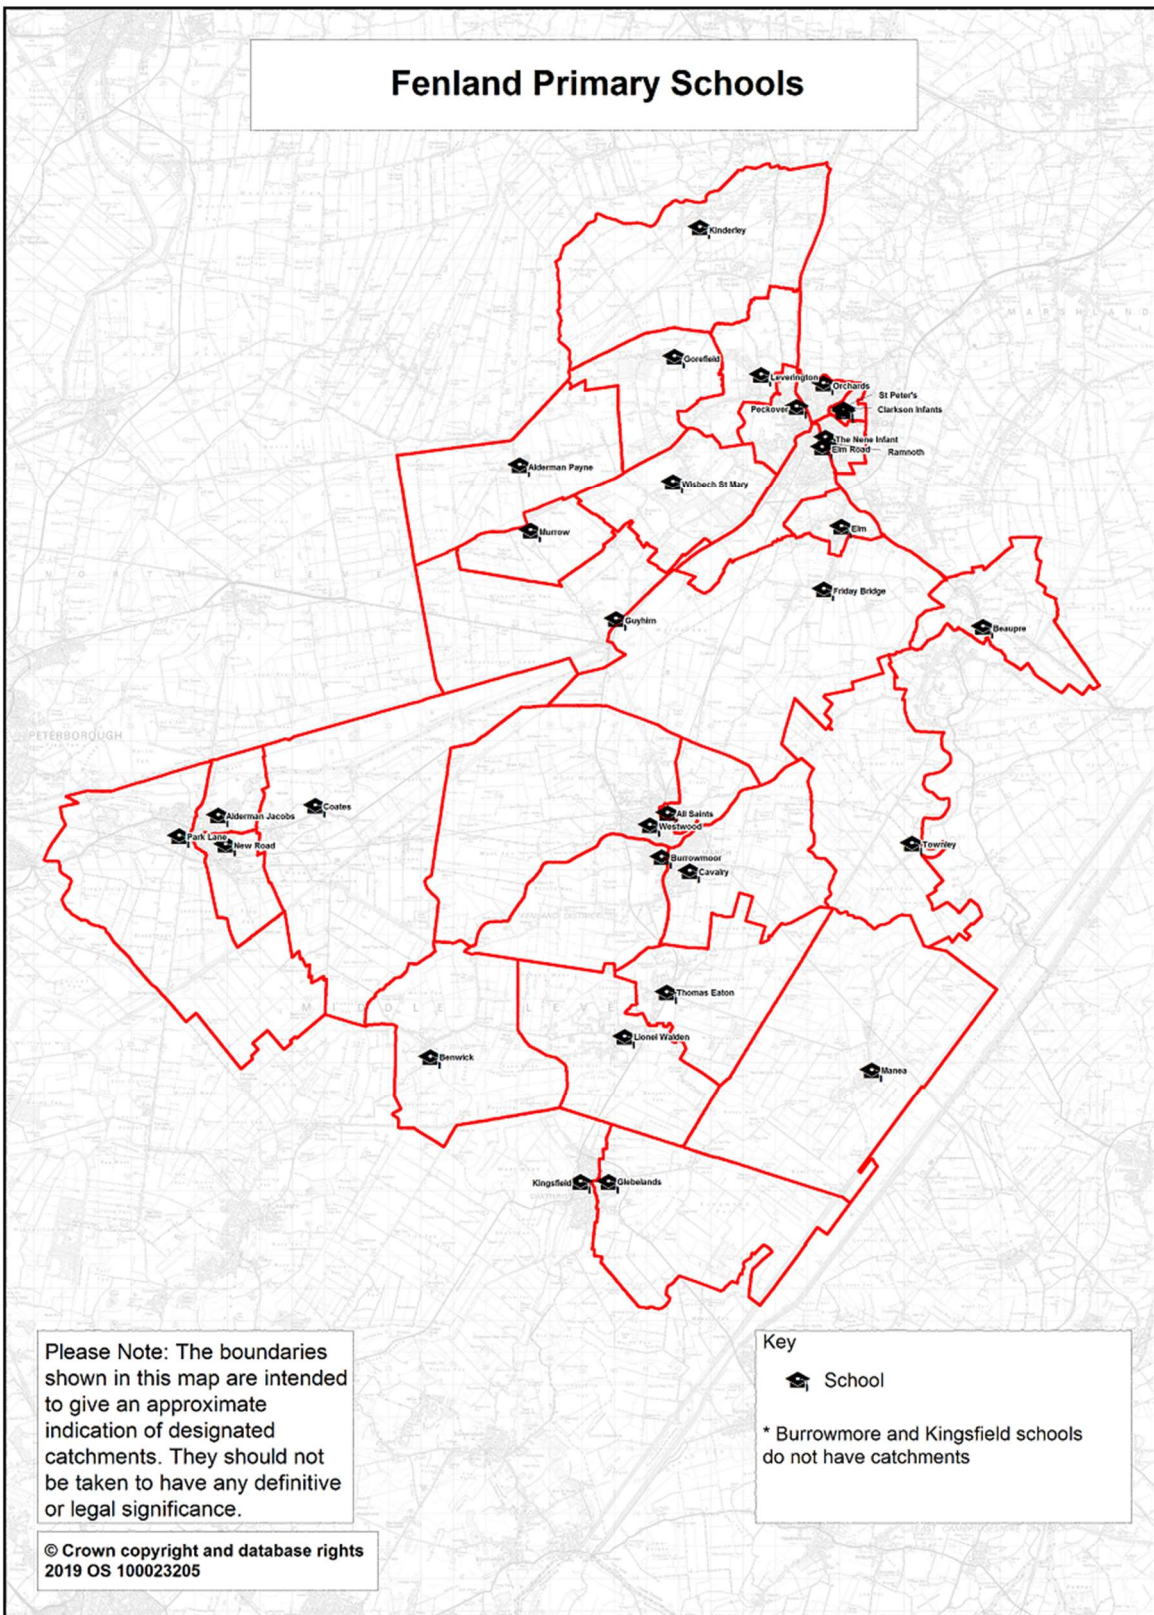 Fenland Primary Schools
Kinderley
MARSHLAND
Gorefield
Leverington
Orchards
St Peter's
Peckover
Clarkson Infants
The Nene Infant
Elm Road
Ramnoth
Alderman Payne
Wisbech St Mary
Murrow
Elm
Friday Bridge
Guyhirn
Beaupre
PETERBOROUGH
Coates
Alderman Jacobs
All Saints
Westwood
Park Lane
New Road
Townley
Burrowmoor
Cavalry
Thomas Eaton
MIDDLE LEVEL
Lionel Walden
Benwick
Manea
Kingsfield
Glebelands
Please Note: The boundaries
shown in this map are intended
to give an approximate
indication of designated
catchments. They should not
be taken to have any definitive
or legal significance.
© Crown copyright and database rights
2019 OS 100023205
Key
School
* Burrowmore and Kingsfield schools
do not have catchments